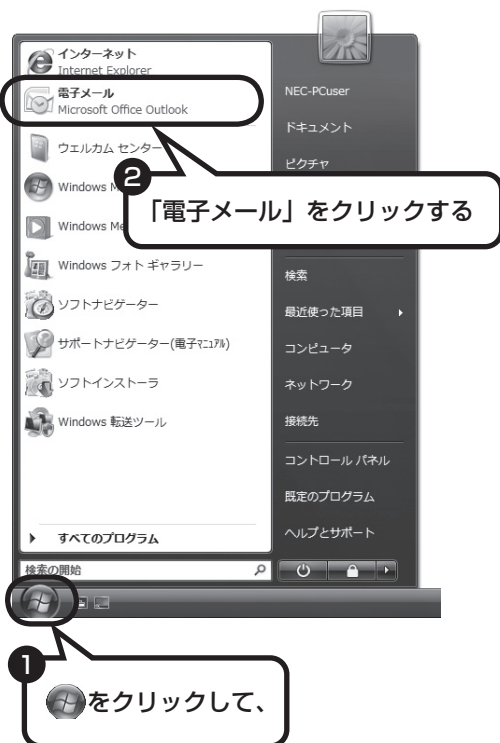 インターネット
Internet Explorer
電子メール
Microsoft Office Outlook
ウェルカム センター
Windows M
Windows Me
Windows フォト ギャラリー
ソフトナビゲーター
サポートナビゲーター(電子マニュアル)
ソフトインストーラ
Windows 転送ツール
すべてのプログラム
検索の開始
NEC-PCuser
ドキュメント
ピクチャ
検索
最近使った項目
コンピュータ
ネットワーク
接続先
コントロール パネル
既定のプログラム
ヘルプとサポート
2
「電子メール」をクリックする
1
をクリックして、